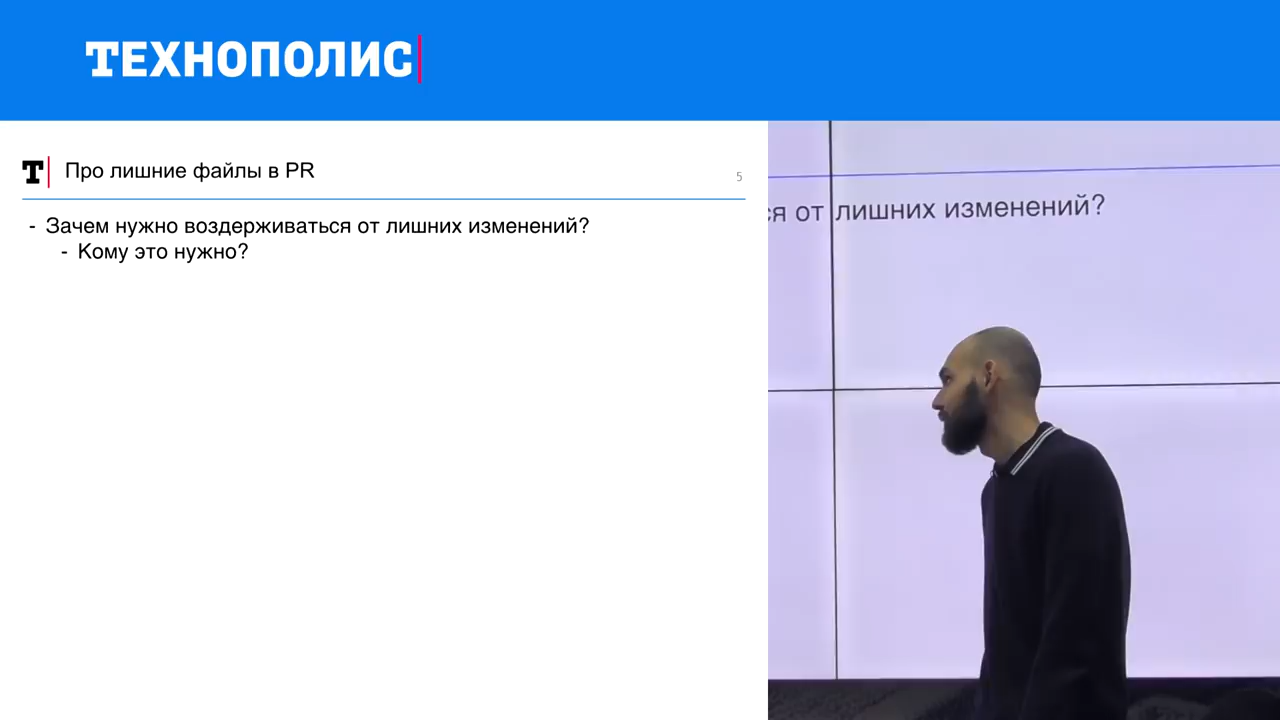 ТЕХНОПОЛИС
Т
Про лишние файлы в PR
5
- Зачем нужно воздерживаться от лишних изменений?
- Кому это нужно?
ся от лишних изменений?